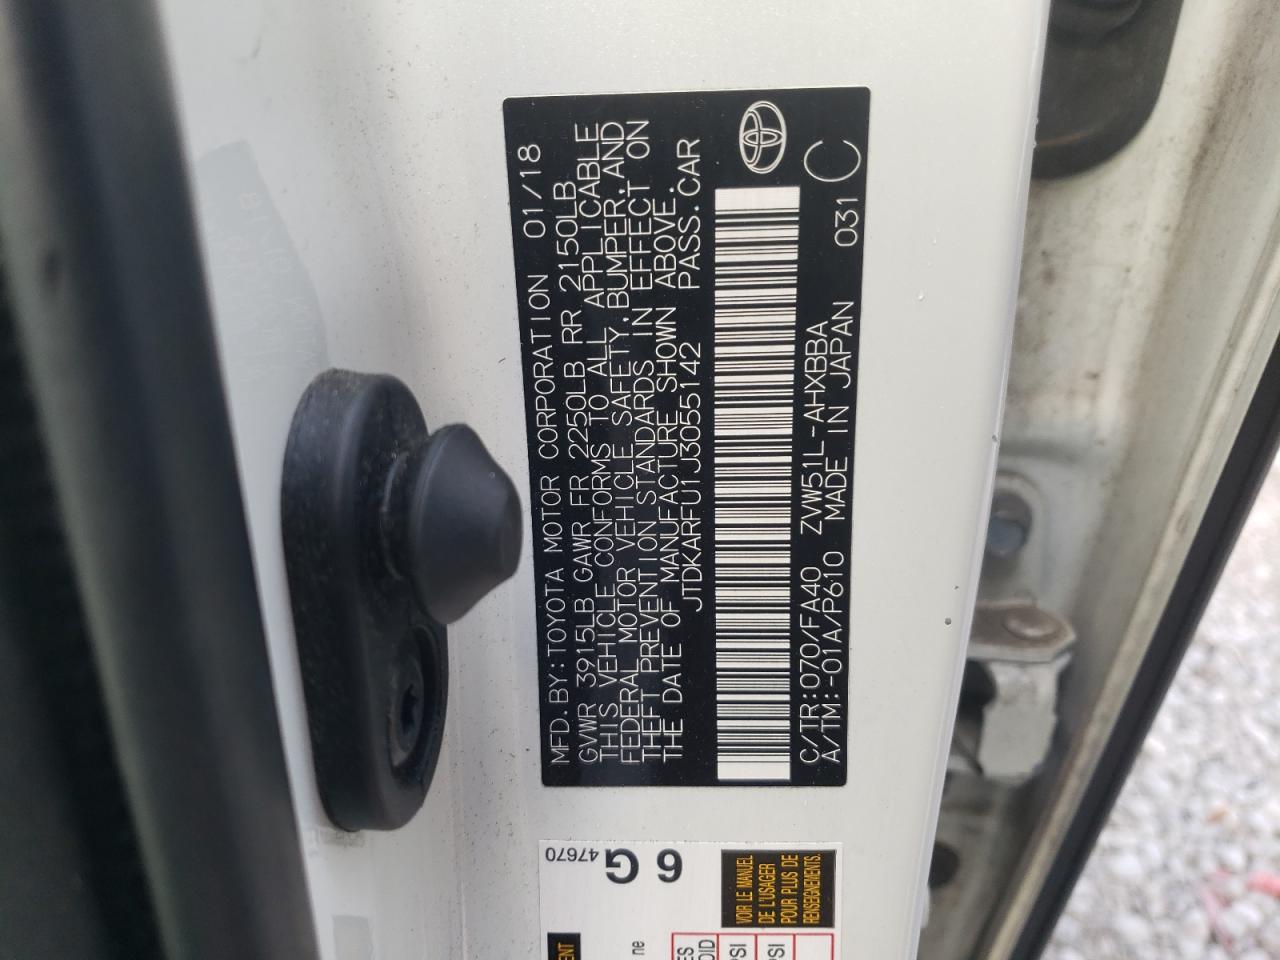 MFD.BY:TOYOTA MOTOR CORPORATION 01/18
GVWR 3915LB GAWR FR 2250LB RR 2150LB
THIS VEHICLE CONFORMS TO ALL APPLICABLE
FEDERAL MOTOR VEHICLE SAFETY,BUMPER,AND
THEFT PREVENTION STANDARDS IN EFFECT ON
THE DATE OF MANUFACTURE SHOWN ABOVE.
JTDKARFU1J3055142 PASS.CAR
C/TR:070/FA40 ZVW51L-AHXBBA 031 C
A/TM:-01A/P610 MADE IN JAPAN
47670
G 6
VOIR LE MANUEL
DE L'USAGER
POUR PLUS DE
RENSEIGNEMENTS.